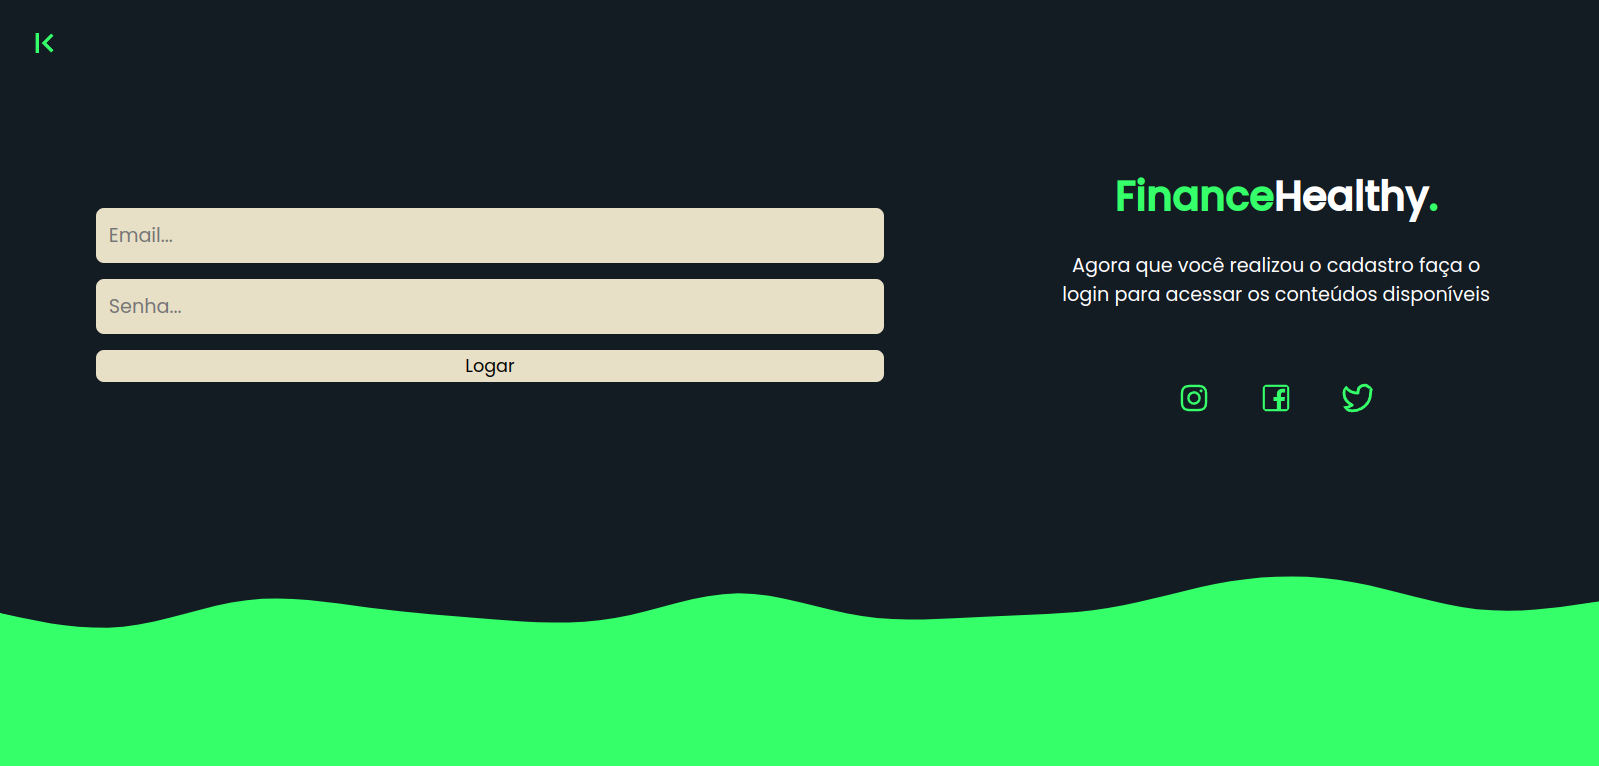 Email...
Senha...
Logar
FinanceHealthy.
Agora que você realizou o cadastro faça o
login para acessar os conteúdos disponíveis